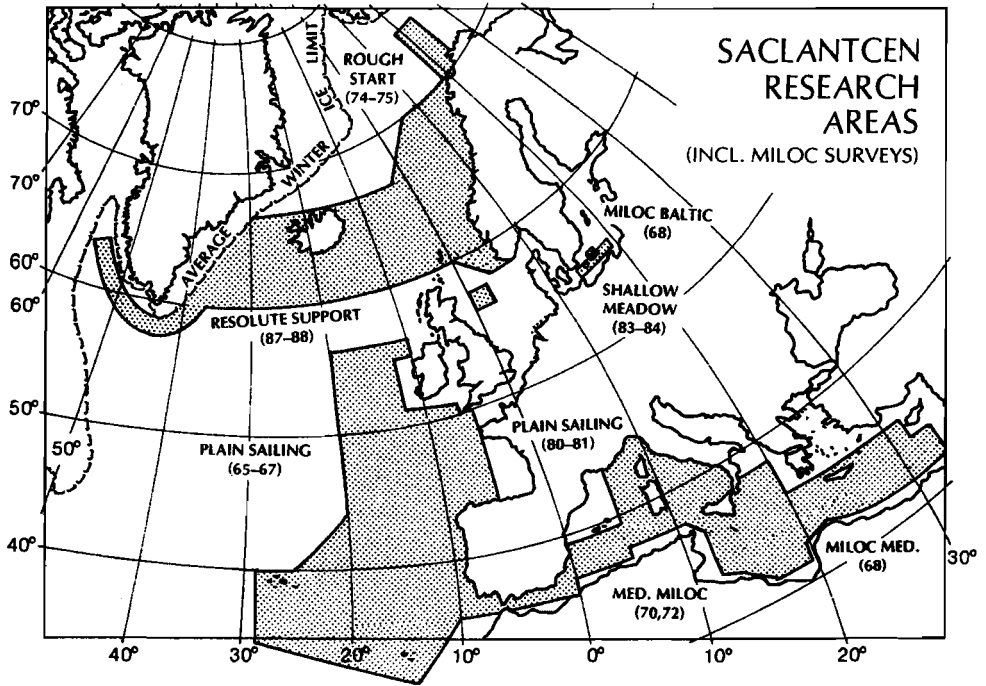 SACLANTCEN
RESEARCH
AREAS
(INCL. MILOC SURVEYS)
ROUGH
START
(74–75)
AVERAGE WINTER ICE LIMIT
MILOC BALTIC
(68)
SHALLOW
MEADOW
(83–84)
RESOLUTE SUPPORT
(87–88)
PLAIN SAILING
(65–67)
PLAIN SAILING
(80–81)
MED. MILOC
(70,72)
MILOC MED.
(68)
70°
70°
60°
60°
50°
50°
40°
30°
40°
30°
20°
10°
0°
10°
20°